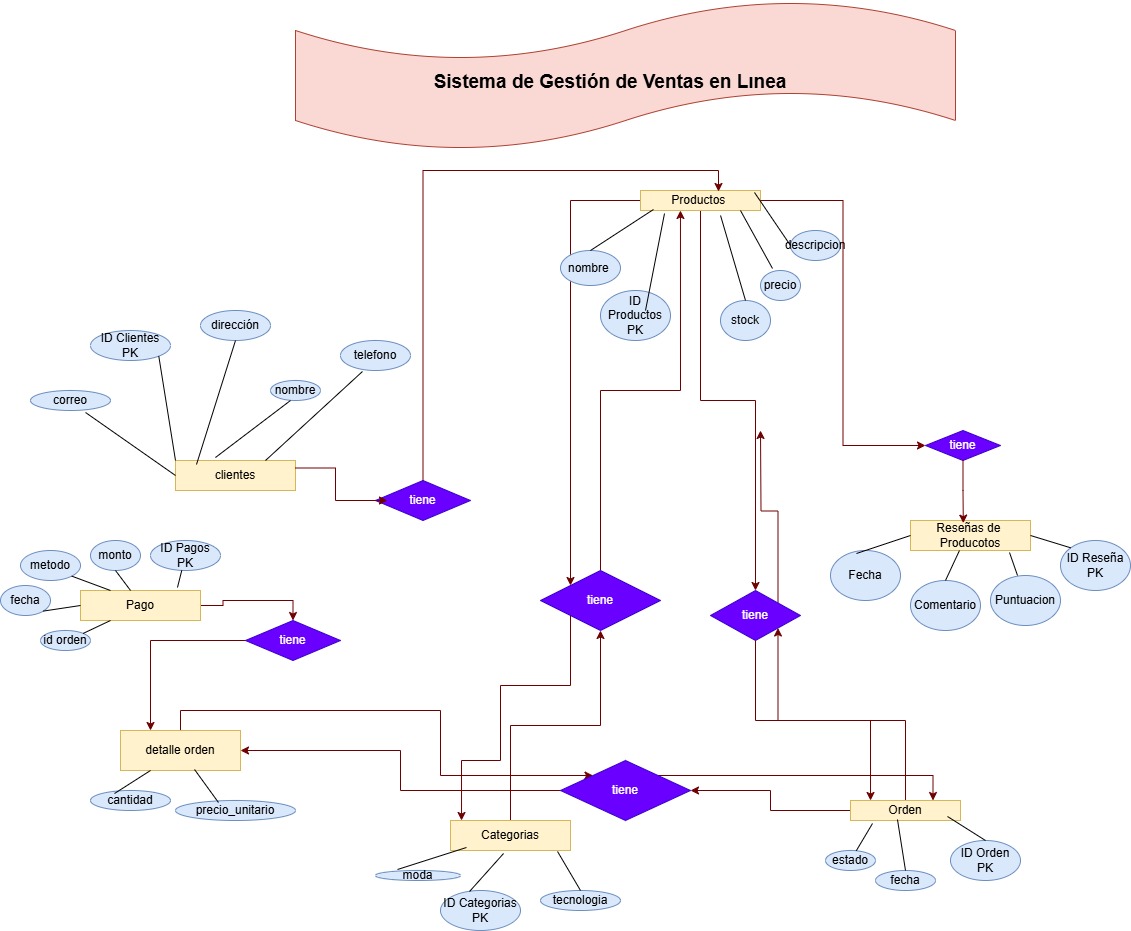 Sistema de Gestión de Ventas en Lınea
Productos
descripcion
nombre
precio
ID
Productos
PK
stock
dirección
ID Clientes
PK
telefono
nombre
correo
clientes
tiene
tiene
Reseñas de
Producotos
ID Reseña
PK
Fecha
Comentario
Puntuacion
ID Pagos
PK
monto
metodo
fecha
Pago
id orden
tiene
tiene
tiene
detalle orden
cantidad
precio_unitario
tiene
Orden
estado
fecha
ID Orden
PK
Categorias
moda
ID Categorias
PK
tecnologia